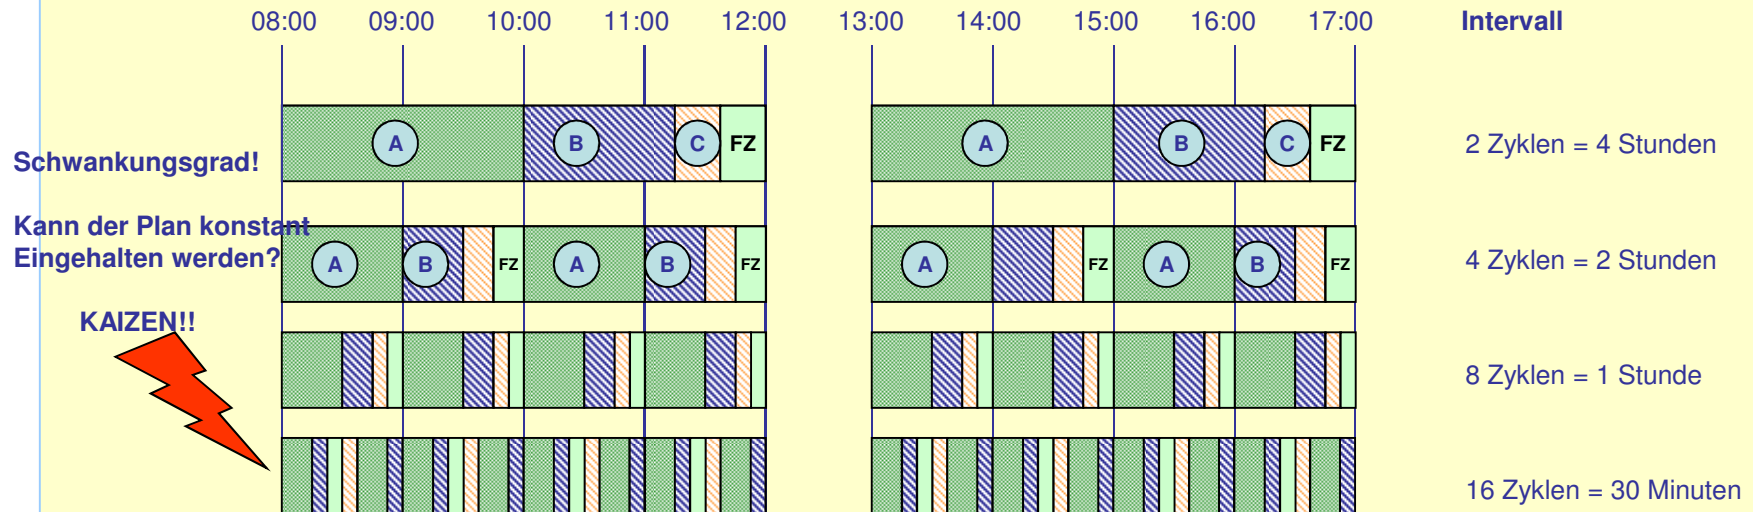 08:00 09:00 10:00 11:00 12:00 13:00 14:00 15:00 16:00 17:00 Intervall
A B C FZ A B C FZ 2 Zyklen = 4 Stunden
Schwankungsgrad!
Kann der Plan konstant
Eingehalten werden?
A B FZ A B FZ A FZ A B FZ 4 Zyklen = 2 Stunden
KAIZEN!!
8 Zyklen = 1 Stunde
16 Zyklen = 30 Minuten